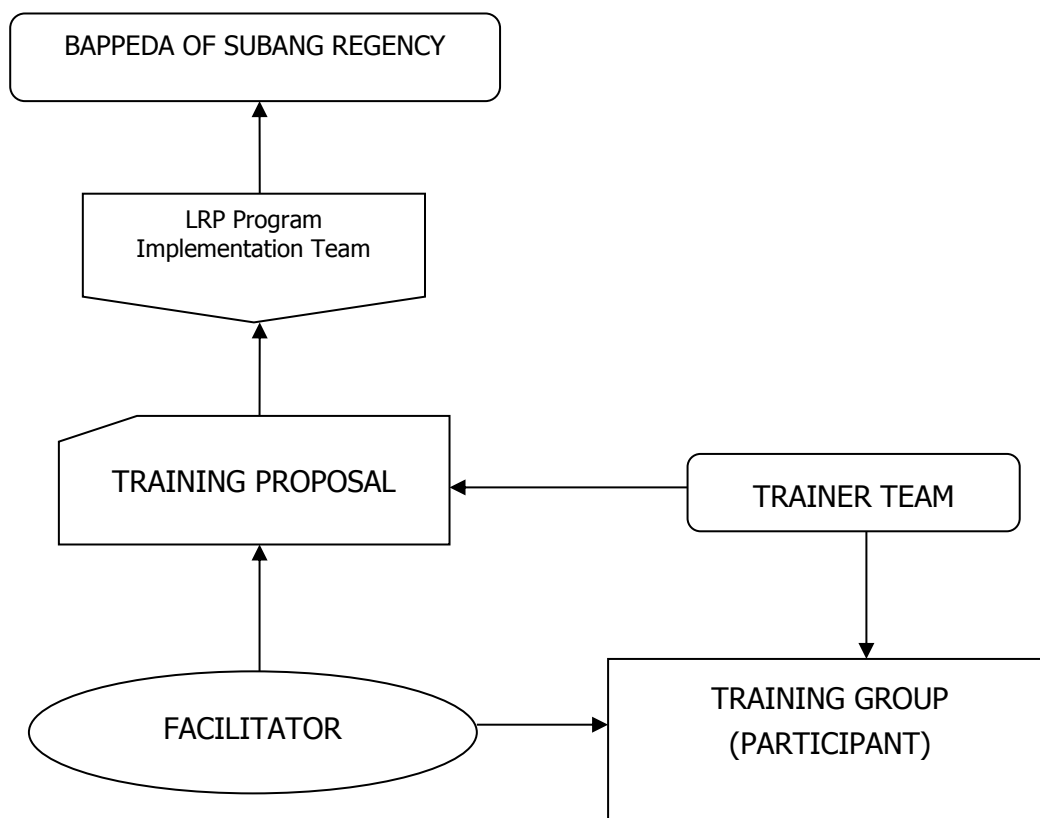 BAPPEDA OF SUBANG REGENCY
LRP Program
Implementation Team
TRAINING PROPOSAL
TRAINER TEAM
FACILITATOR
TRAINING GROUP
(PARTICIPANT)